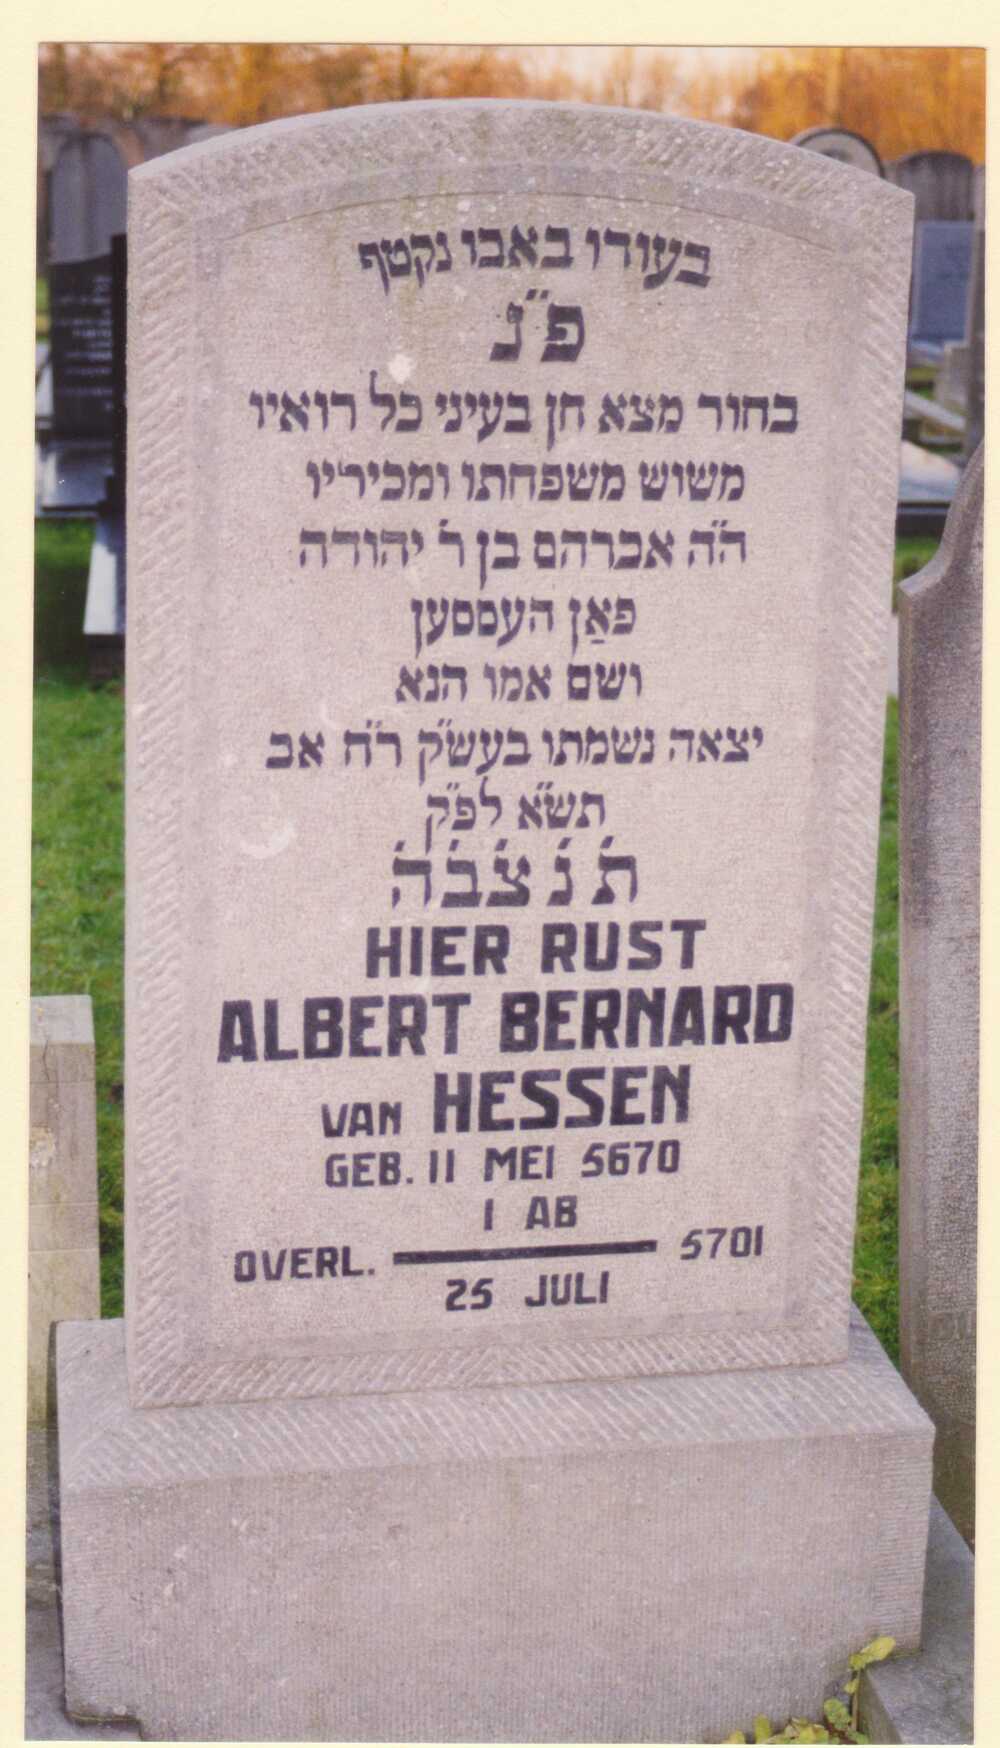 בעודו באבו נקטף
פ״נ
בחור מצא חן בעיני כל רואיו
משוש משפחתו ומכיריו
ה״ה אברהם בן ר׳ יהודה
פאַן העססען
ושם אמו הנא
יצאה נשמתו בעש״ק ר״ח אב
תש״א לפ״ק
ת׳ נ׳ צ׳ ב׳ ה׳
HIER RUST
ALBERT BERNARD
VAN HESSEN
GEB. 11 MEI 5670
1 AB
OVERL. 5701
25 JULI